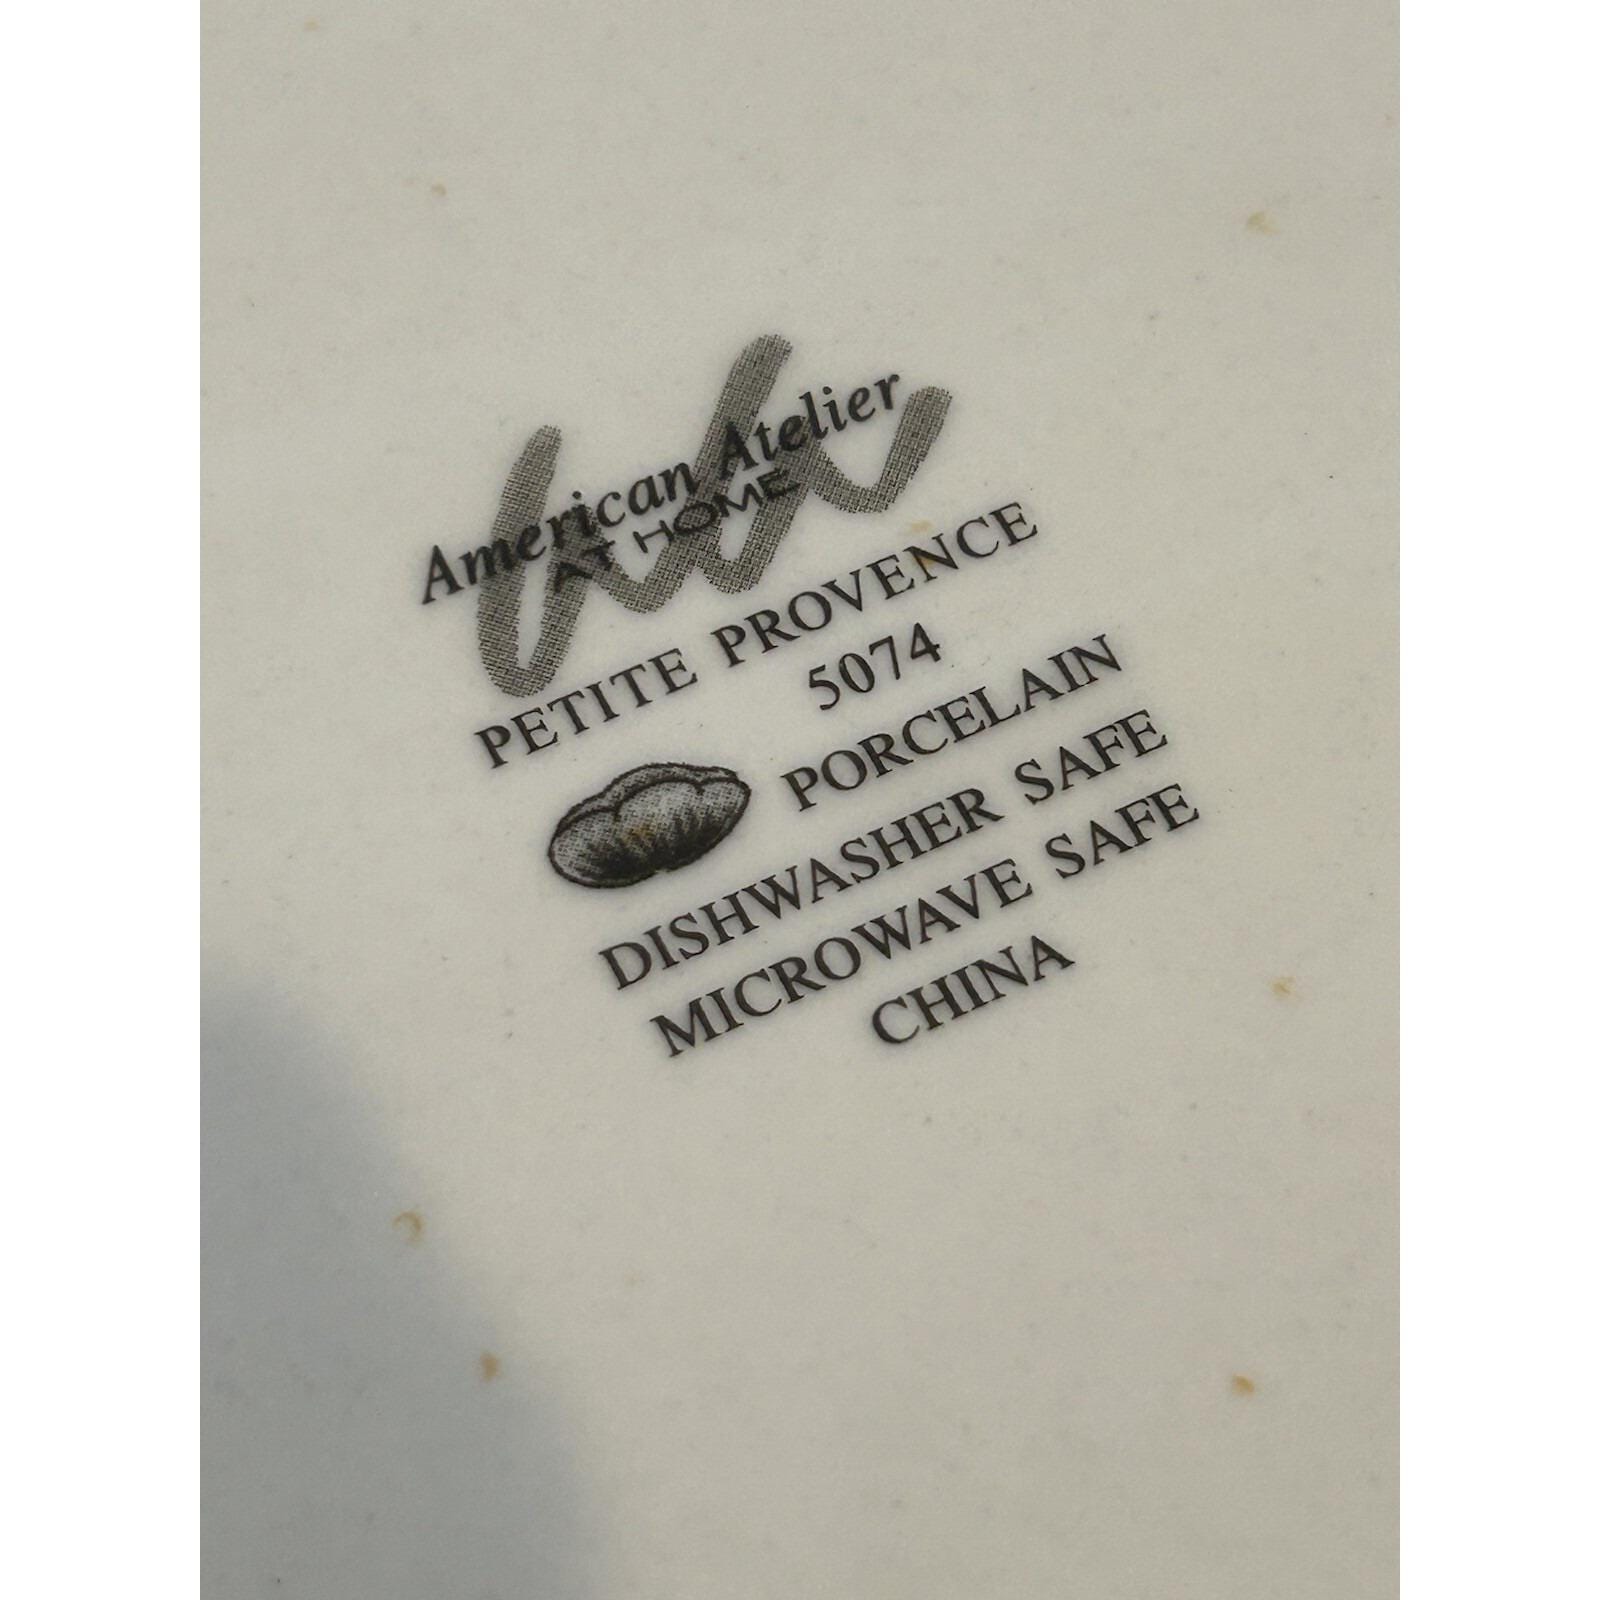 American Atelier
AT HOME
PETITE PROVENCE
5074
PORCELAIN
DISHWASHER SAFE
MICROWAVE SAFE
CHINA